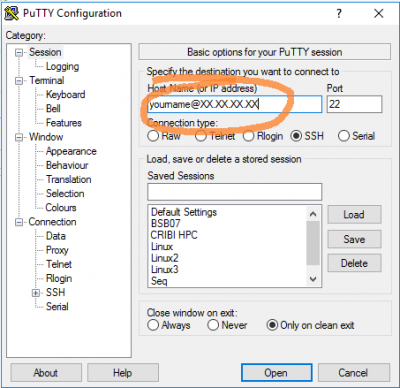 PuTTY Configuration
Category:
Session
Logging
Terminal
Keyboard
Bell
Features
Window
Appearance
Behaviour
Translation
Selection
Colours
Connection
Data
Proxy
Telnet
Rlogin
SSH
Serial
Basic options for your PuTTY session
Specify the destination you want to connect to
Host Name (or IP address) Port
yourname@XX.XX.XX.XX 22
Connection type:
Raw Telnet Rlogin SSH Serial
Load, save or delete a stored session
Saved Sessions
Default Settings
BSB07
CRIBI HPC
Linux
Linux2
Linux3
Seq
Load
Save
Delete
Close window on exit:
Always Never Only on clean exit
About Help Open Cancel